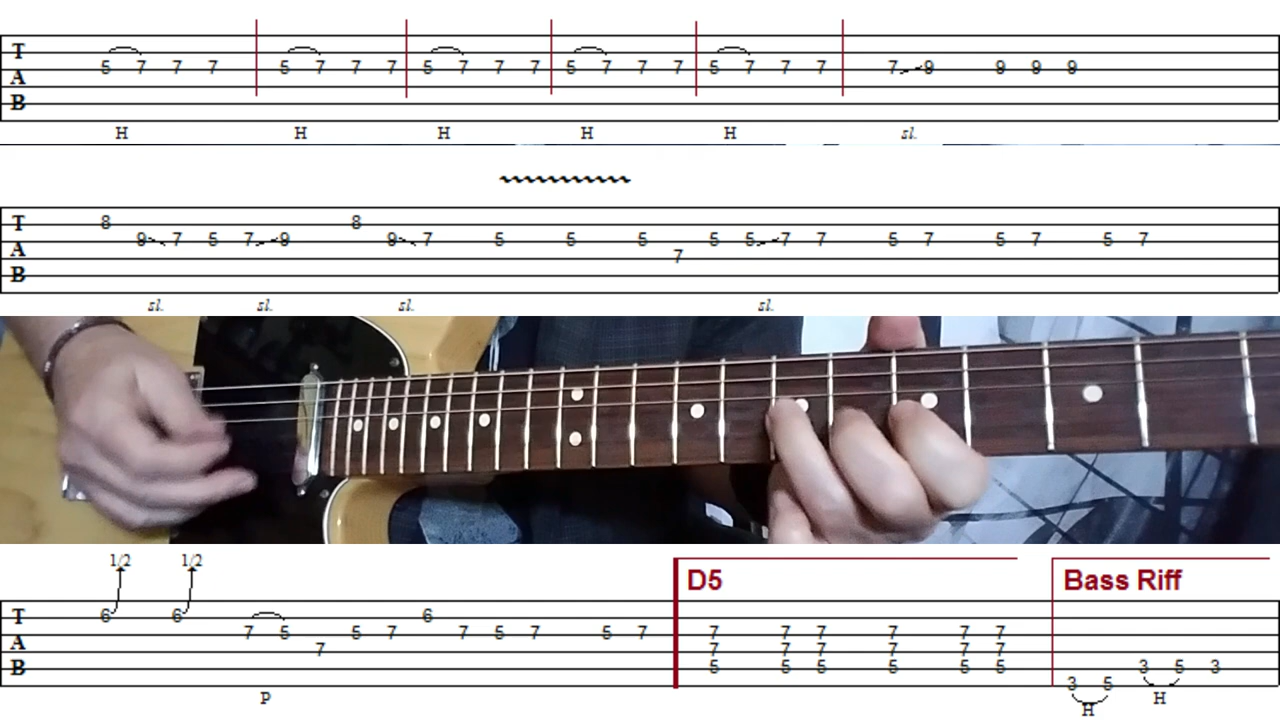 T
5 7 7 7 5 7 7 7 5 7 7 7 5 7 7 7 5 7 7 7 7 9 9 9 9
A
B
H H H H H sl.
8 8
T
9 7 5 7 9 9 7 5 5 5 5 5 7 7 5 7 5 7 5 7
A
7
B
sl. sl. sl. sl.
1/2 1/2
D5 Bass Riff
6 6 6
T
7 5 5 7 7 5 7 5 7 7 7 7 7 7 7
A
7 7 7 7 7 7 7
B
5 5 5 5 5 5 3 5 3
3 5
P H H